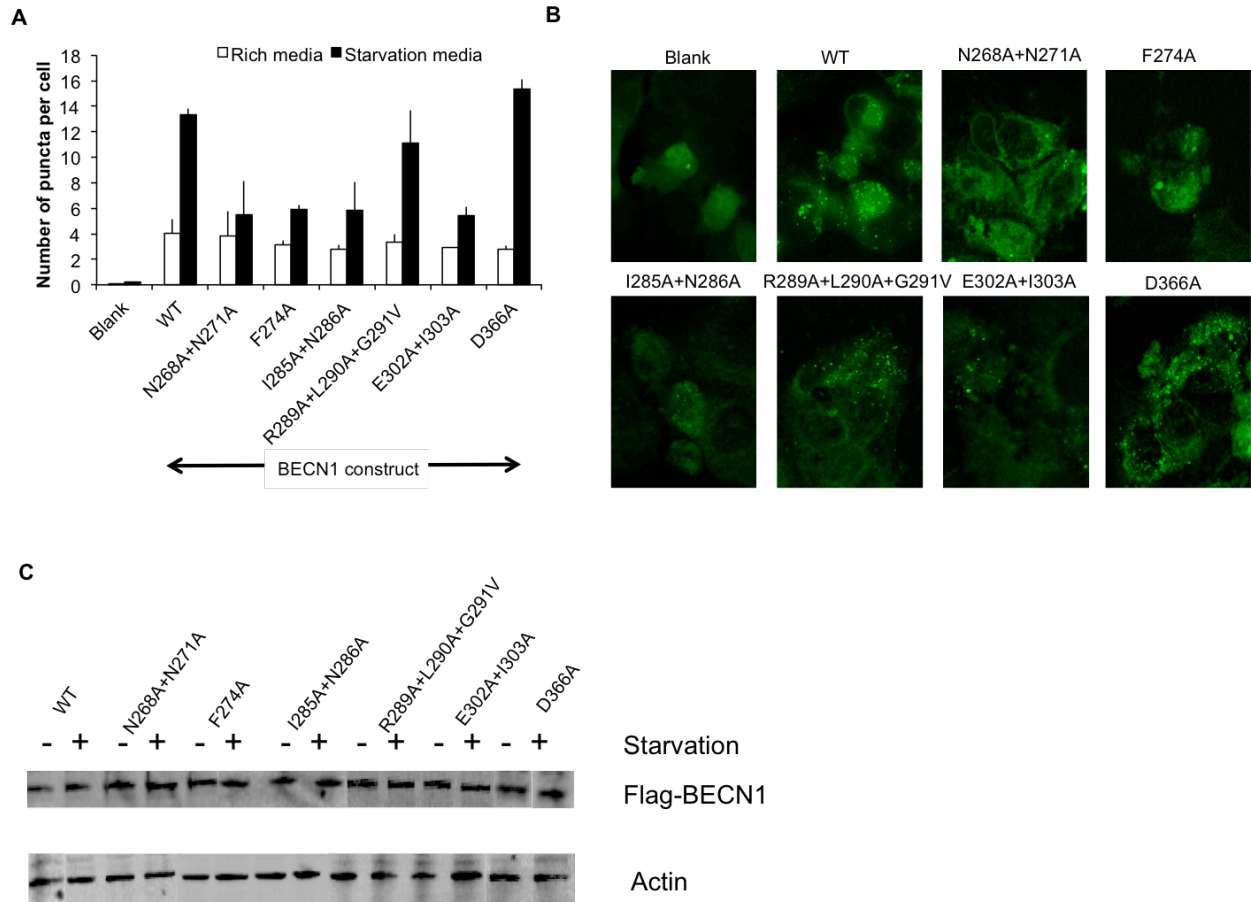 A
Rich media Starvation media
Number of puncta per cell
18
16
14
12
10
8
6
4
2
0
Blank
WT
N268A+N271A
F274A
I285A+N286A
R289A+L290A+G291V
E302A+I303A
D366A
BECN1 construct
B
Blank WT N268A+N271A F274A
I285A+N286A R289A+L290A+G291V E302A+I303A D366A
C
WT N268A+N271A F274A I285A+N286A R289A+L290A+G291V E302A+I303A D366A
- + - + - + - + - + - + - + Starvation
Flag-BECN1
Actin